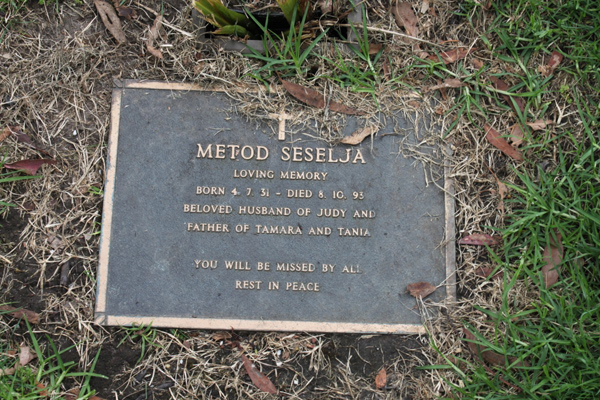 METOD SESELJA
LOVING MEMORY
BORN 4. 7. 31 - DIED 8. 10. 93
BELOVED HUSBAND OF JUDY AND
FATHER OF TAMARA AND TANIA
YOU WILL BE MISSED BY ALL
REST IN PEACE